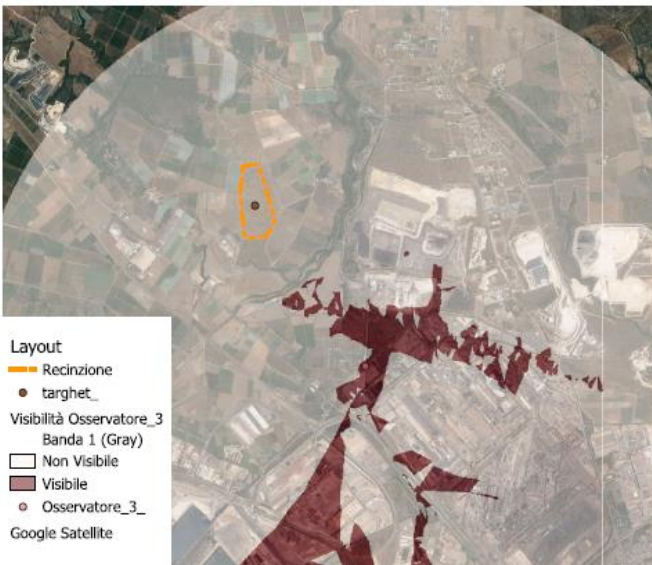 Layout
Recinzione
targhet_
Visibilità Osservatore_3
Banda 1 (Gray)
Non Visibile
Visibile
Osservatore_3_
Google Satellite